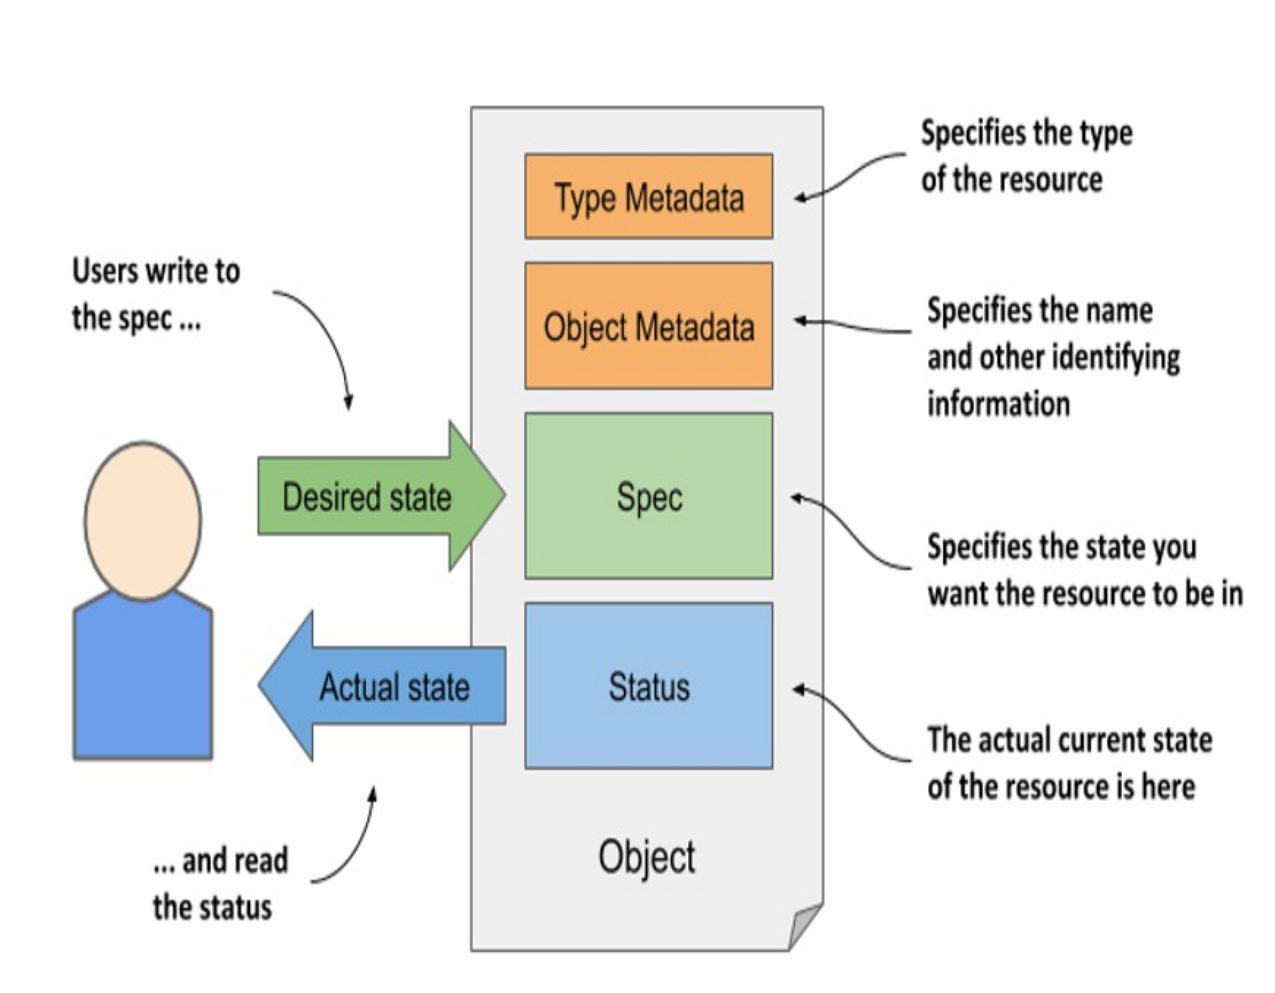 Specifies the type
of the resource
Type Metadata
Users write to
the spec ...
Object Metadata
Specifies the name
and other identifying
information
Desired state
Spec
Specifies the state you
want the resource to be in
Actual state
Status
The actual current state
of the resource is here
... and read
the status
Object